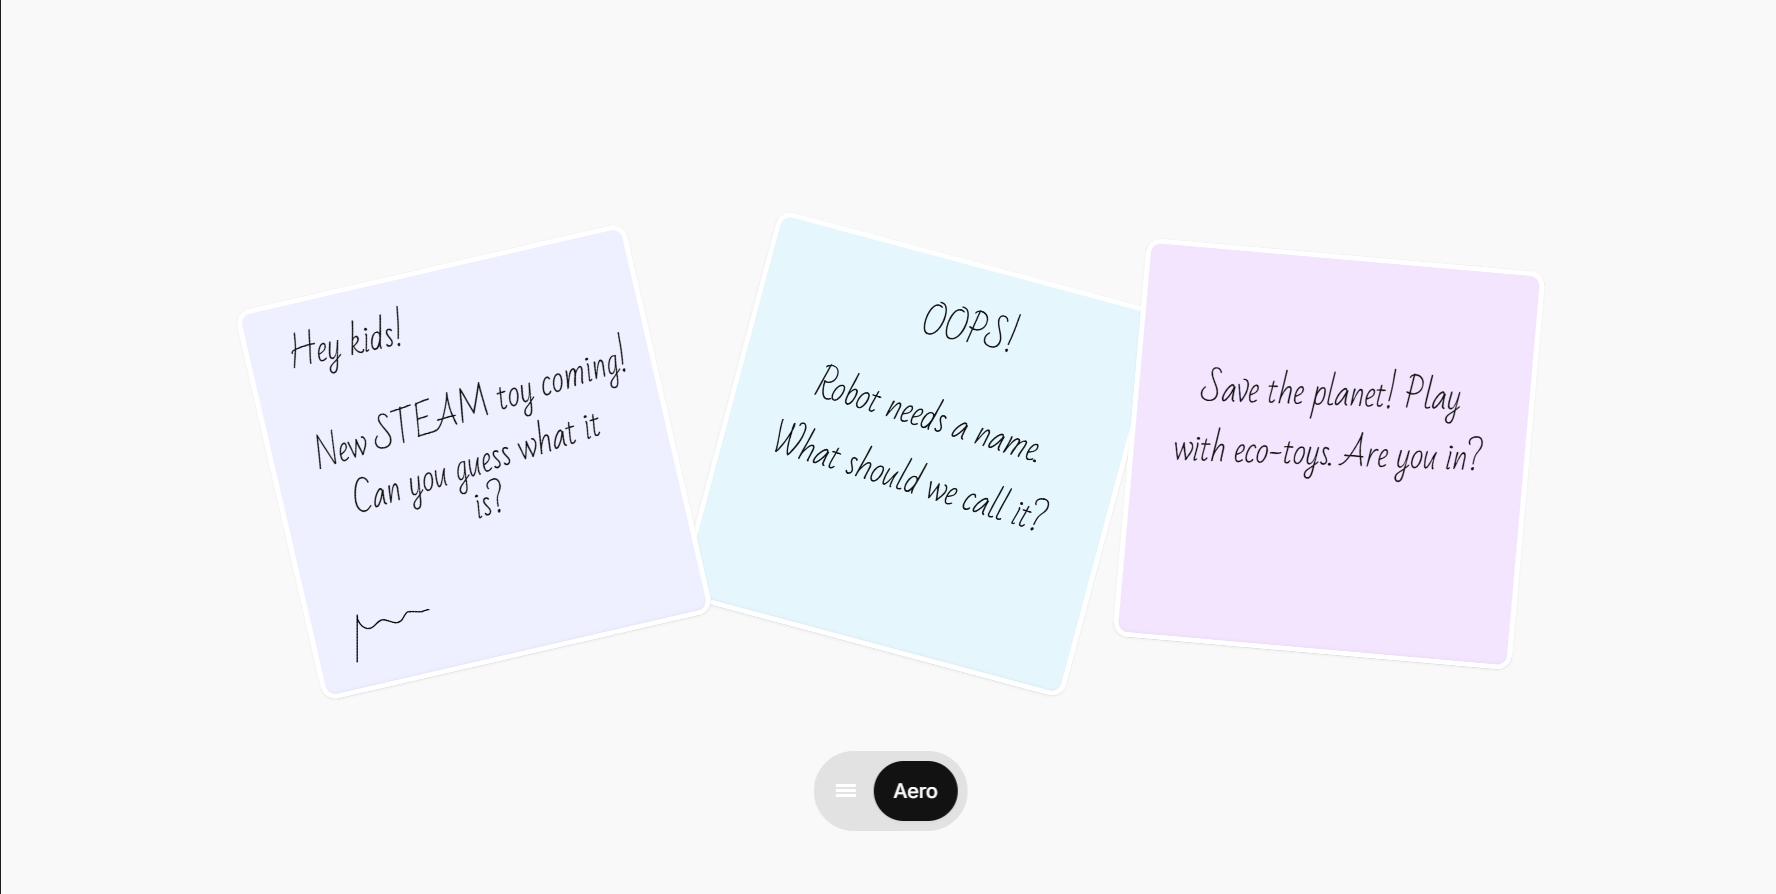 Hey kids!
New STEAM toy coming!
Can you guess what it
is?
OOPS!
Robot needs a name.
What should we call it?
Save the planet! Play
with eco-toys. Are you in?
Aero